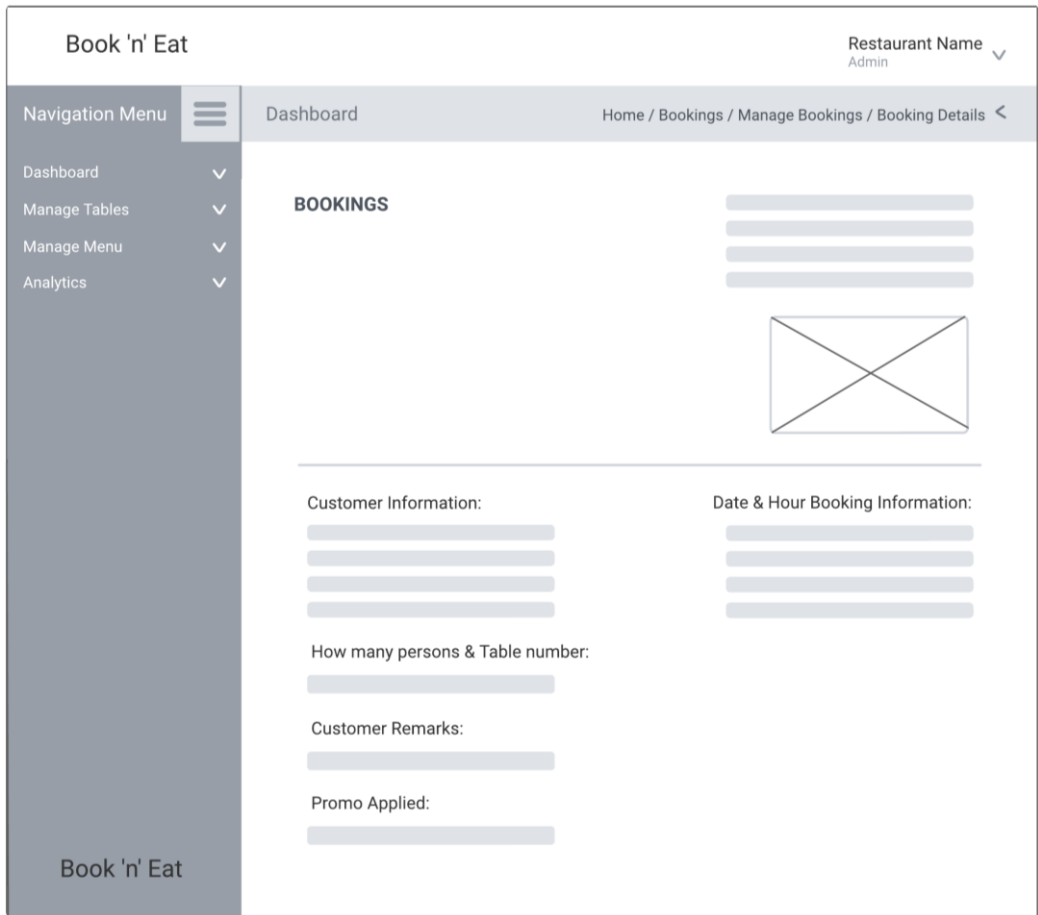 Book 'n' Eat
Restaurant Name
Admin
Navigation Menu
Dashboard
Home / Bookings / Manage Bookings / Booking Details <
Dashboard
Manage Tables
Manage Menu
Analytics
BOOKINGS
Customer Information:
Date & Hour Booking Information:
How many persons & Table number:
Customer Remarks:
Promo Applied:
Book 'n' Eat